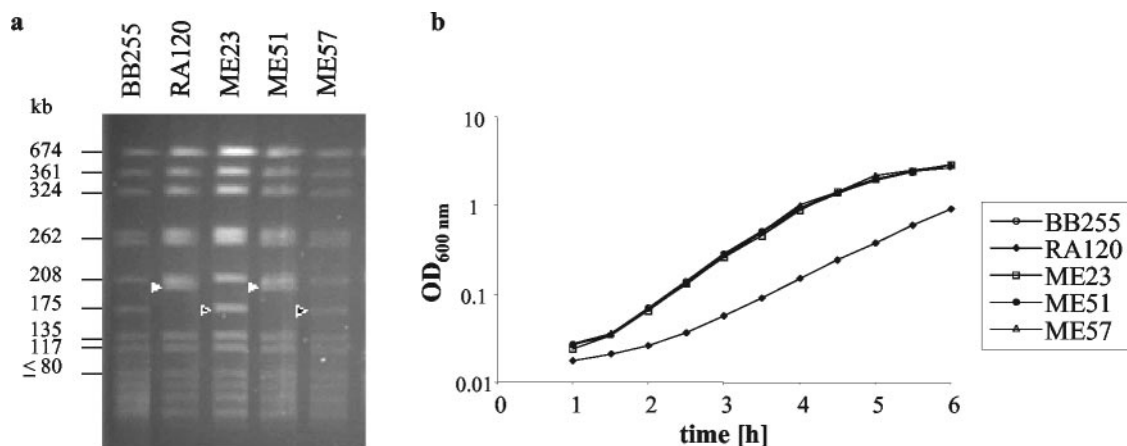 a
BB255
RA120
ME23
ME51
ME57
kb
674
361
324
262
208
175
135
117
≤ 80
b
OD600 nm
10
1
0.1
0.01
0 1 2 3 4 5 6
time [h]
BB255
RA120
ME23
ME51
ME57